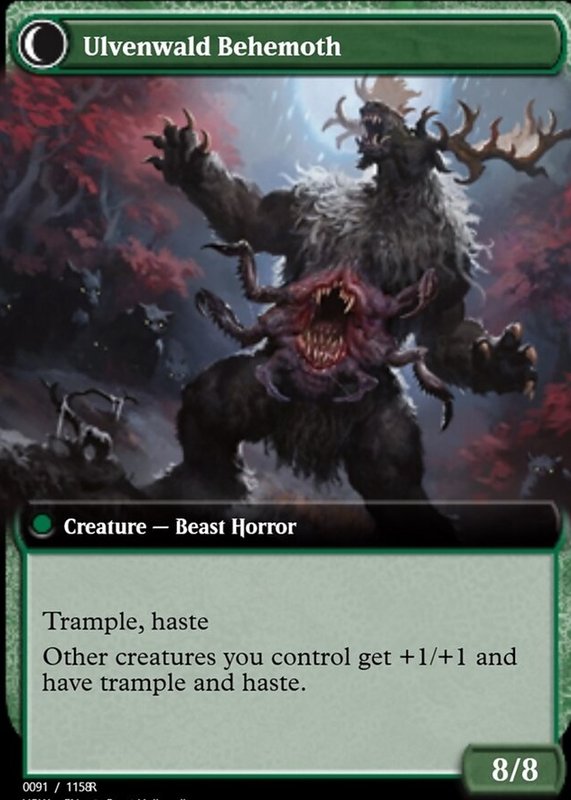 Ulvenwald Behemoth
Creature — Beast Horror
Trample, haste
Other creatures you control get +1/+1 and
have trample and haste.
8/8
0091 / 1158R